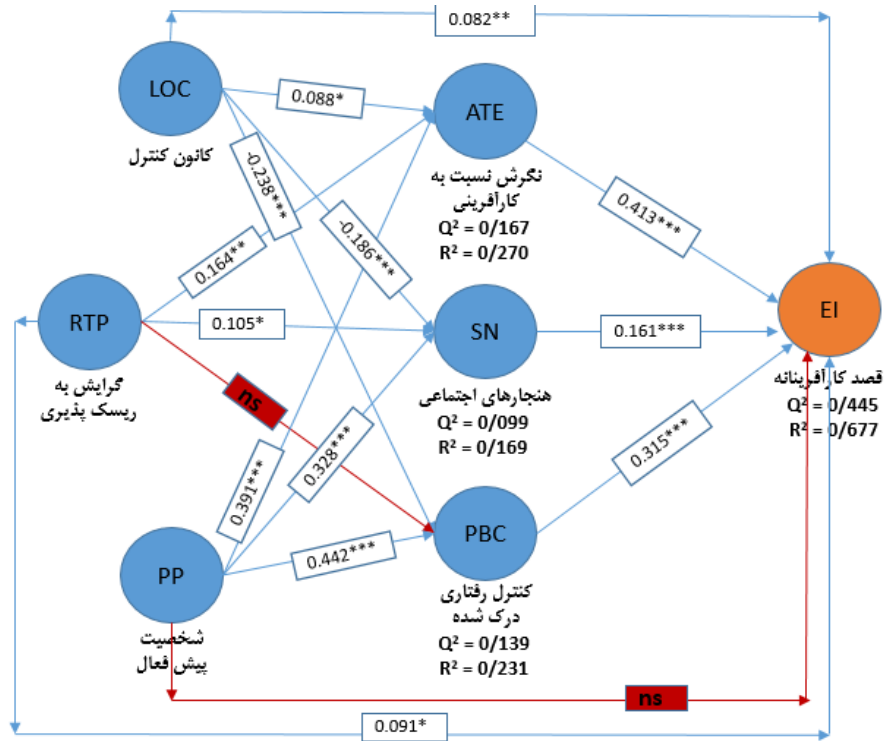 0.082**
LOC
کانون کنترل
0.088*
ATE
نگرش نسبت به
کارآفرینی
Q² = 0/167
R² = 0/270
-0.238***
-0.186***
0.413***
0.164**
RTP
گرایش به
ریسک پذیری
0.105*
SN
هنجارهای اجتماعی
Q² = 0/099
R² = 0/169
0.161***
EI
قصد کارآفرینانه
Q² = 0/445
R² = 0/677
ns
0.391***
0.328***
0.315***
PP
شخصیت
پیش فعال
0.442***
PBC
کنترل رفتاری
درک شده
Q² = 0/139
R² = 0/231
ns
0.091*